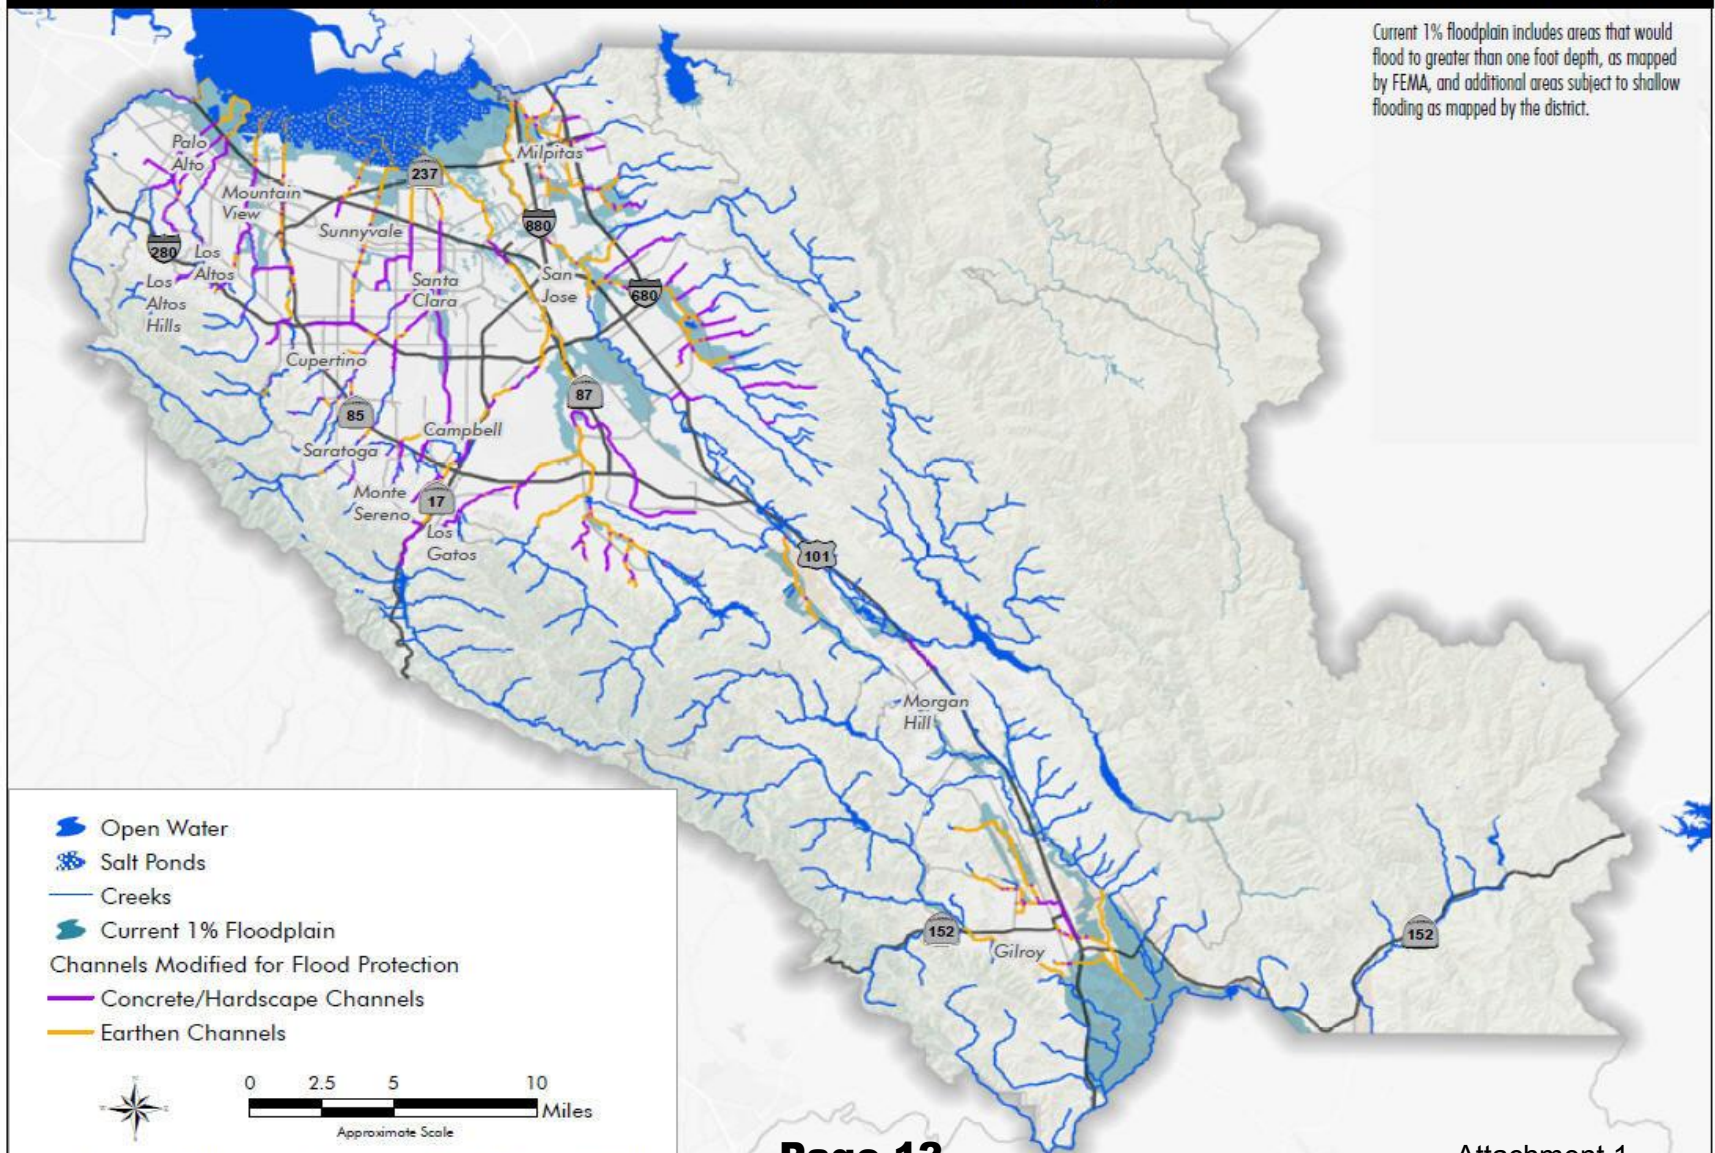 Current 1% floodplain includes areas that would
flood to greater than one foot depth, as mapped
by FEMA, and additional areas subject to shallow
flooding as mapped by the district.
Palo
Alto
Milpitas
237
Mountain
View
Sunnyvale
880
280
Los
Altos
Los
Altos
Hills
Santa
Clara
San
Jose
680
Cupertino
87
85
Campbell
Saratoga
Monte
Sereno
17
Los
Gatos
101
Morgan
Hill
152
Gilroy
152
Open Water
Salt Ponds
Creeks
Current 1% Floodplain
Channels Modified for Flood Protection
Concrete/Hardscape Channels
Earthen Channels
0 2.5 5 10
Miles
Approximate Scale
Page 13
Attachment 1